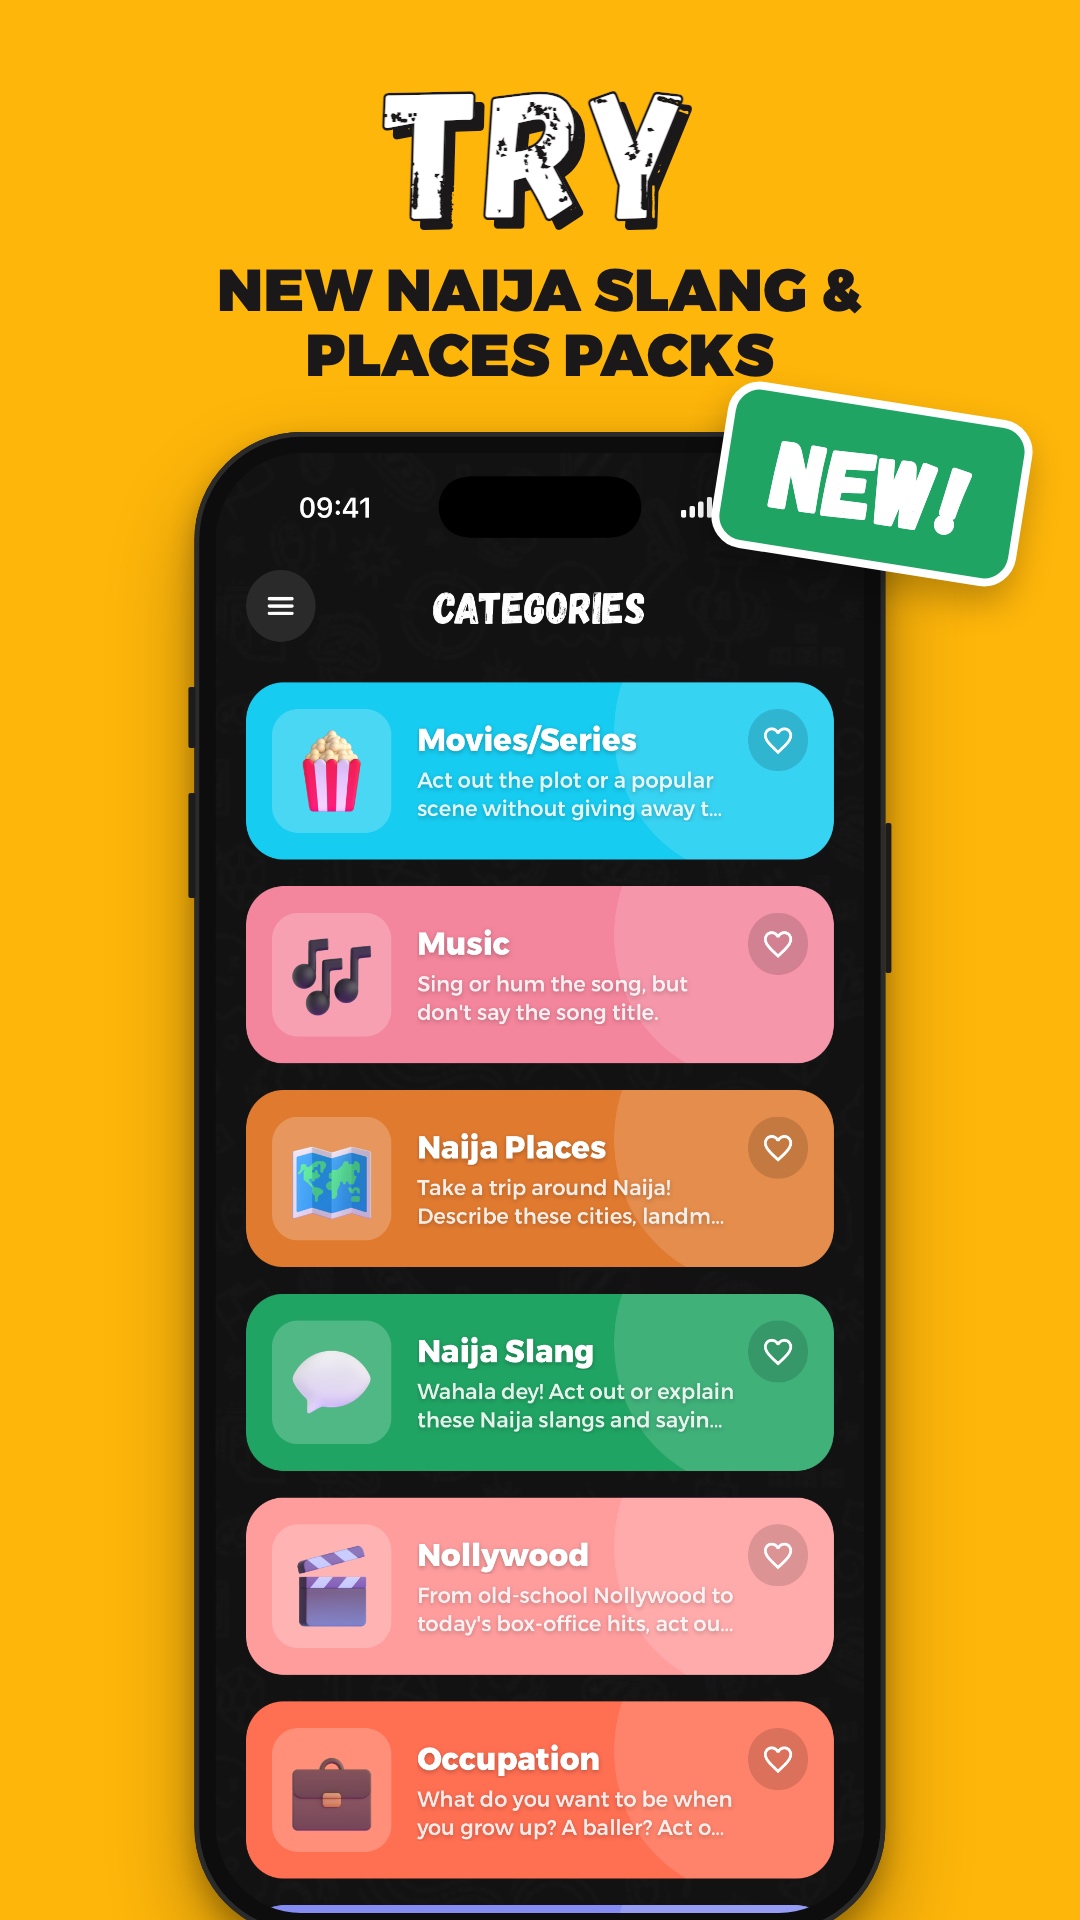 TRY
NEW NAIJA SLANG &
PLACES PACKS
NEW!
09:41
CATEGORIES
Movies/Series
Act out the plot or a popular
scene without giving away t...
Music
Sing or hum the song, but
don't say the song title.
Naija Places
Take a trip around Naija!
Describe these cities, landm...
Naija Slang
Wahala dey! Act out or explain
these Naija slangs and sayin...
Nollywood
From old-school Nollywood to
today's box-office hits, act ou...
Occupation
What do you want to be when
you grow up? A baller? Act o...